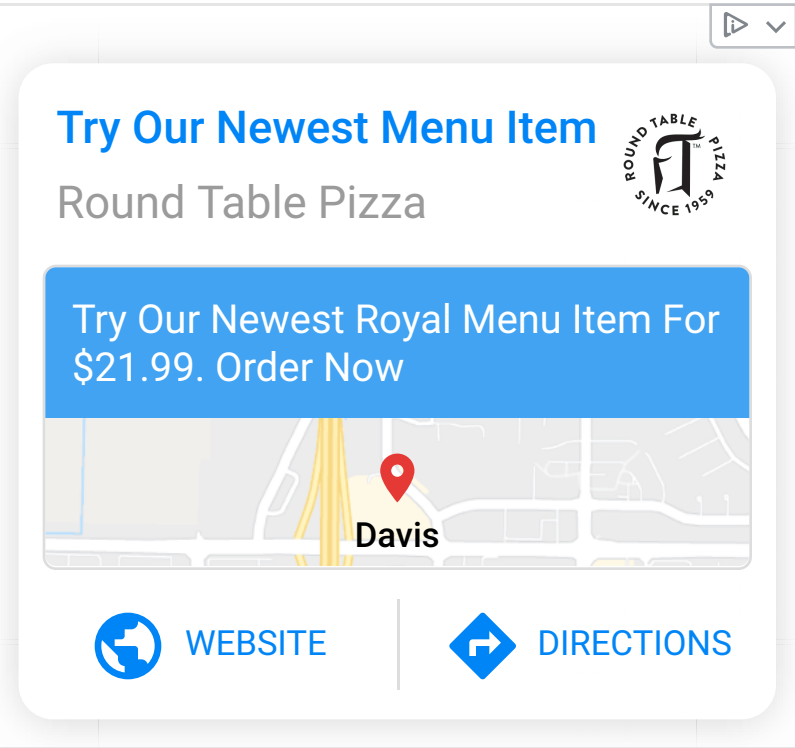 Try Our Newest Menu Item
ROUND TABLE PIZZA
SINCE 1959
TM
Round Table Pizza
Try Our Newest Royal Menu Item For
$21.99. Order Now
Davis
WEBSITE
DIRECTIONS